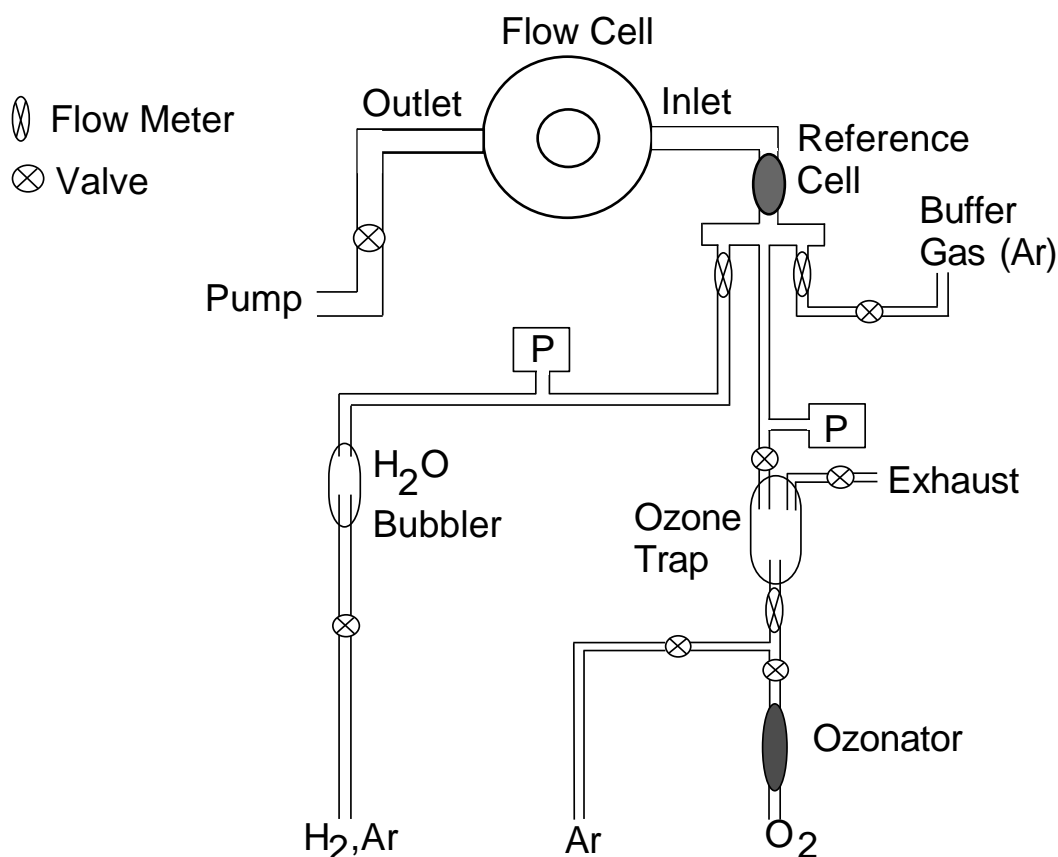 Flow Cell
Outlet
Inlet
Flow Meter
Valve
Reference
Cell
Buffer
Gas (Ar)
Pump
P
P
H₂O
Bubbler
Exhaust
Ozone
Trap
Ozonator
H₂,Ar
Ar
O₂